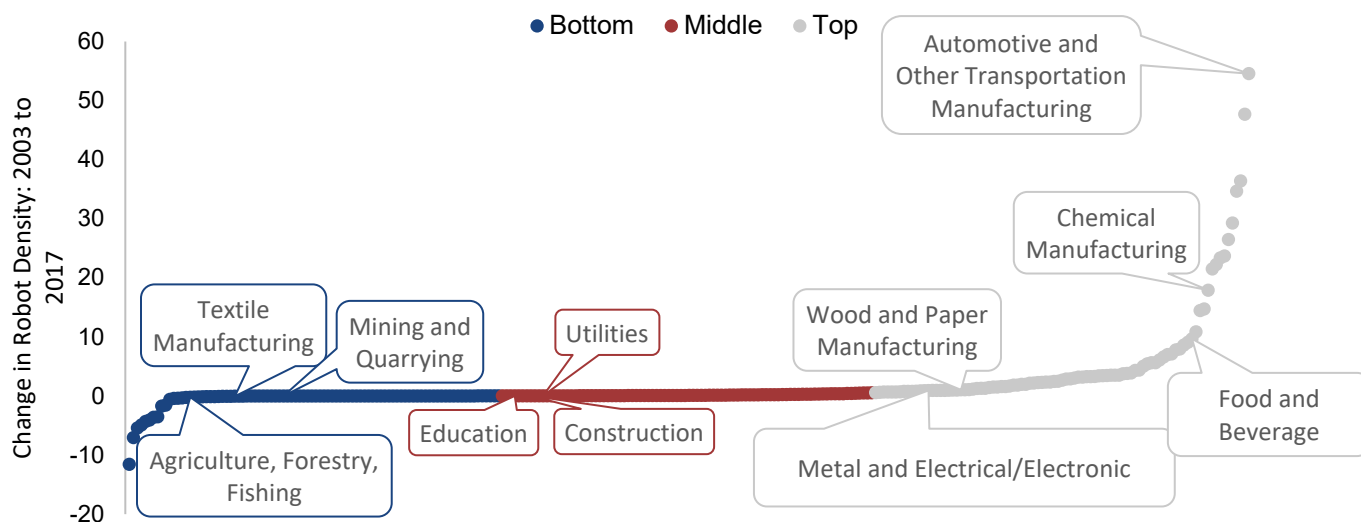 Bottom Middle Top
Change in Robot Density: 2003 to
2017
60
50
40
30
20
10
0
-10
-20
Automotive and
Other Transportation
Manufacturing
Chemical
Manufacturing
Textile
Manufacturing
Mining and
Quarrying
Utilities
Wood and Paper
Manufacturing
Education
Construction
Food and
Beverage
Agriculture, Forestry,
Fishing
Metal and Electrical/Electronic